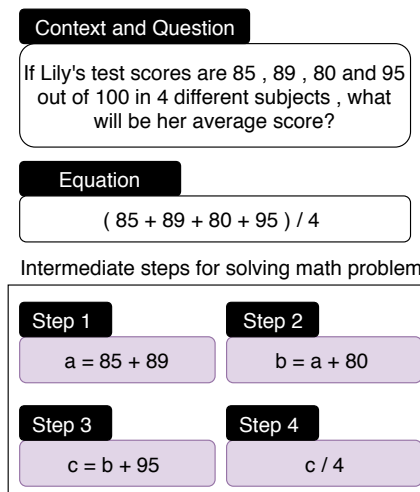 Context and Question
If Lily's test scores are 85 , 89 , 80 and 95
out of 100 in 4 different subjects , what
will be her average score?
Equation
( 85 + 89 + 80 + 95 ) / 4
Intermediate steps for solving math problem
Step 1
a = 85 + 89
Step 2
b = a + 80
Step 3
c = b + 95
Step 4
c / 4